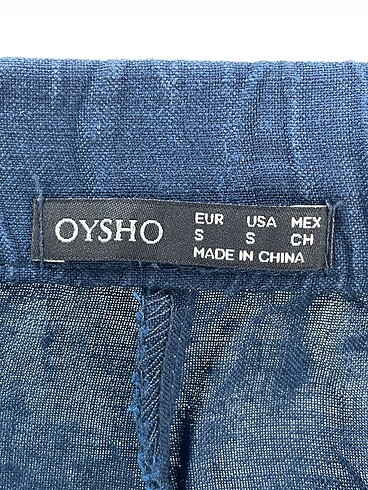 OYSHO
EUR USA MEX
S S CH
MADE IN CHINA